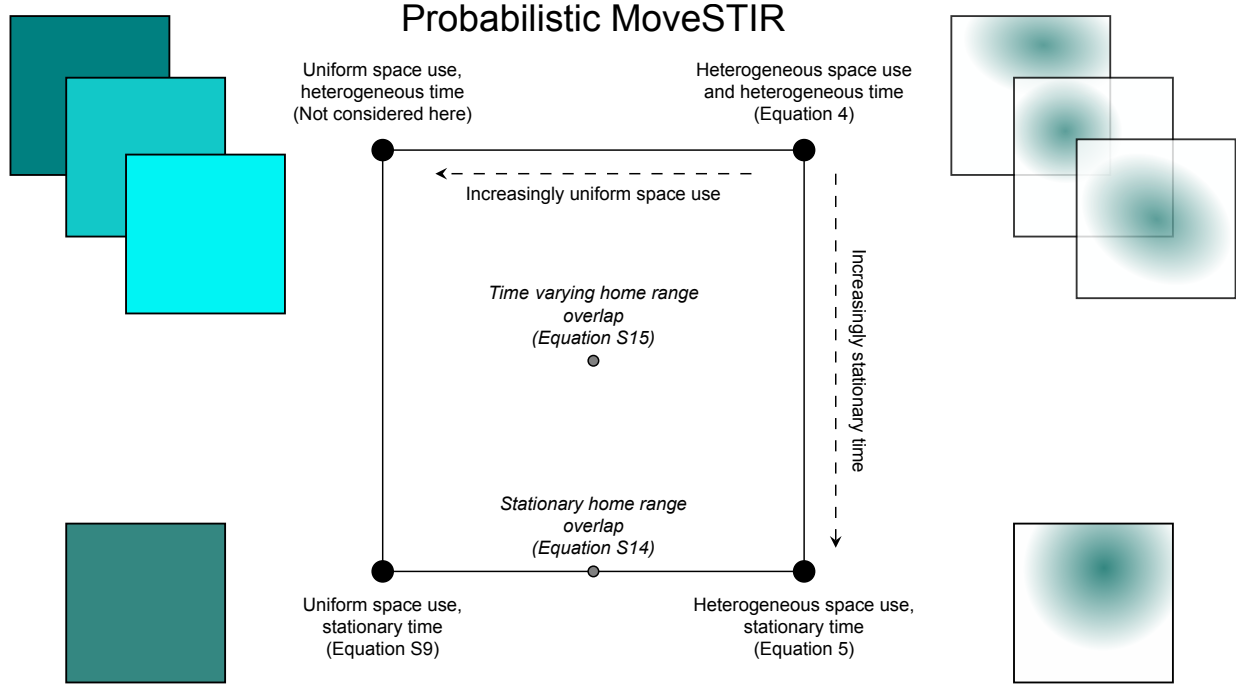 Probabilistic MoveSTIR
Uniform space use,
heterogeneous time
(Not considered here)
Heterogeneous space use
and heterogeneous time
(Equation 4)
Increasingly uniform space use
Increasingly stationary time
Time varying home range
overlap
(Equation S15)
Stationary home range
overlap
(Equation S14)
Uniform space use,
stationary time
(Equation S9)
Heterogeneous space use,
stationary time
(Equation 5)